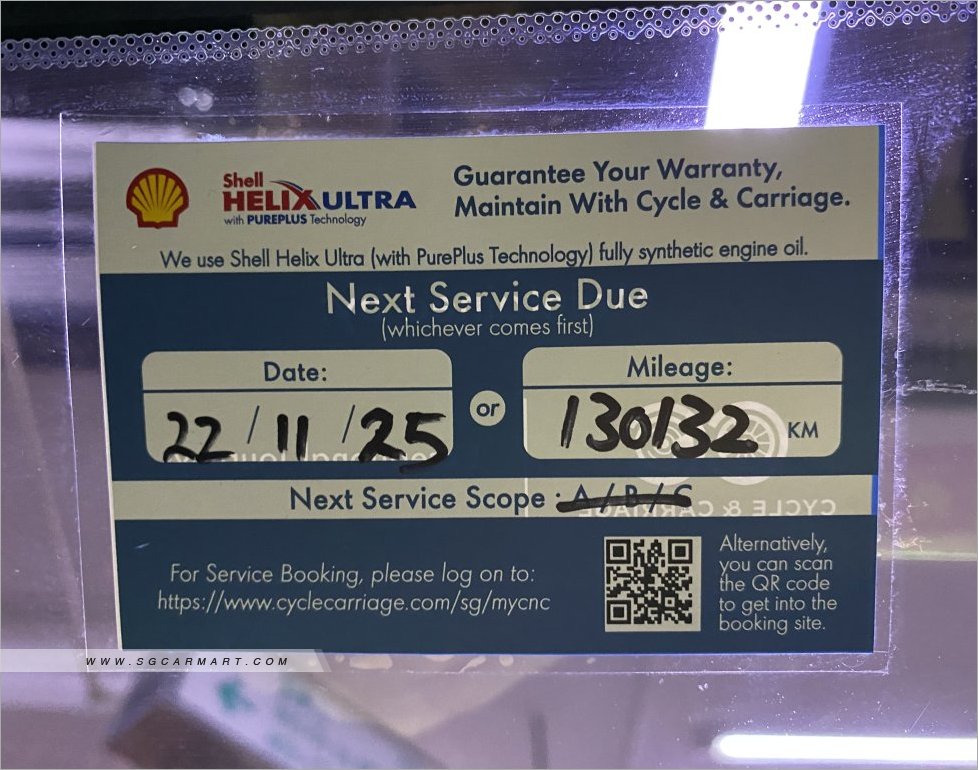 Shell
HELIX ULTRA
with PUREPLUS Technology
Guarantee Your Warranty,
Maintain With Cycle & Carriage.
We use Shell Helix Ultra (with PurePlus Technology) fully synthetic engine oil.
Next Service Due
(whichever comes first)
Date:
22 / 11 / 25
or
Mileage:
130132 KM
Next Service Scope : A / B / C
CYCLE & CARRIAGE
For Service Booking, please log on to:
https://www.cyclecarriage.com/sg/mycnc
Alternatively,
you can scan
the QR code
to get into the
booking site.
WWW.SGCARMART.COM